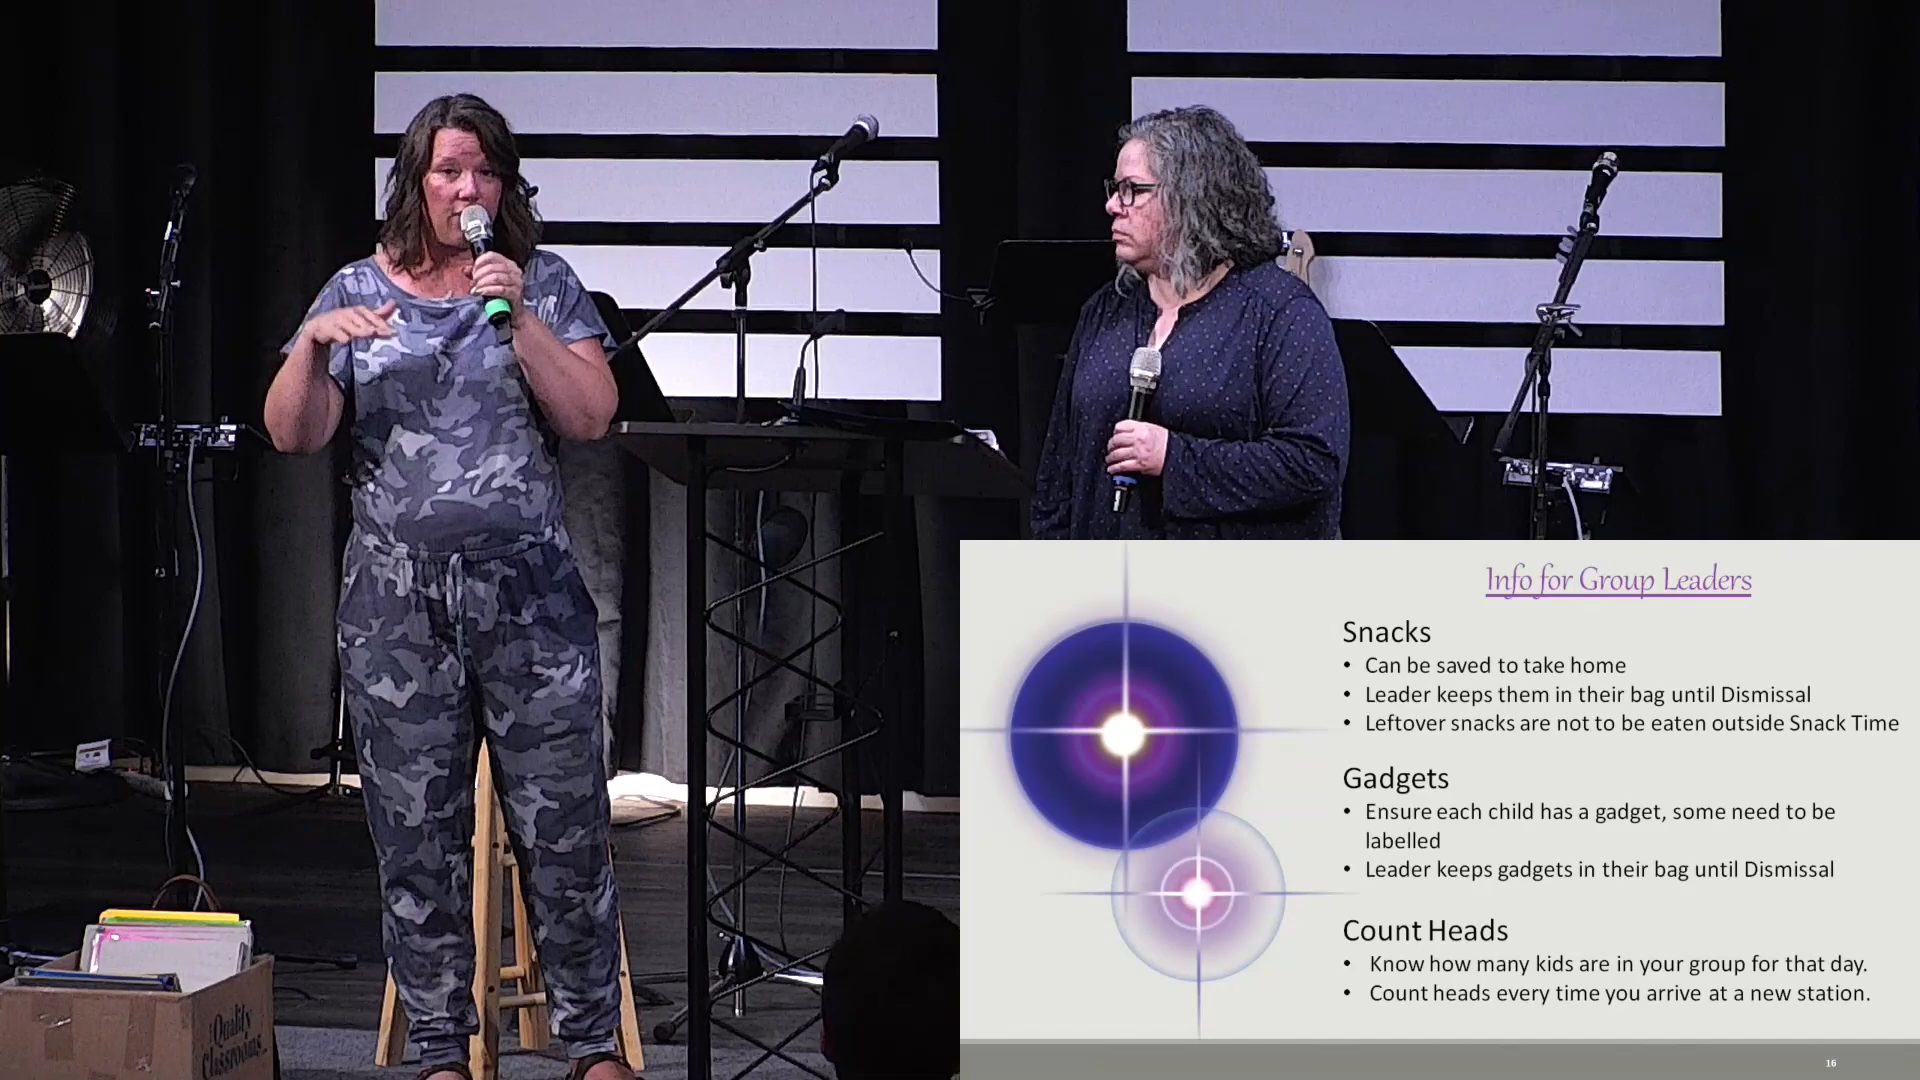 Info for Group Leaders
Snacks
• Can be saved to take home
• Leader keeps them in their bag until Dismissal
• Leftover snacks are not to be eaten outside Snack Time
Gadgets
• Ensure each child has a gadget, some need to be
labelled
• Leader keeps gadgets in their bag until Dismissal
Count Heads
• Know how many kids are in your group for that day.
• Count heads every time you arrive at a new station.
16
Quality
Classrooms